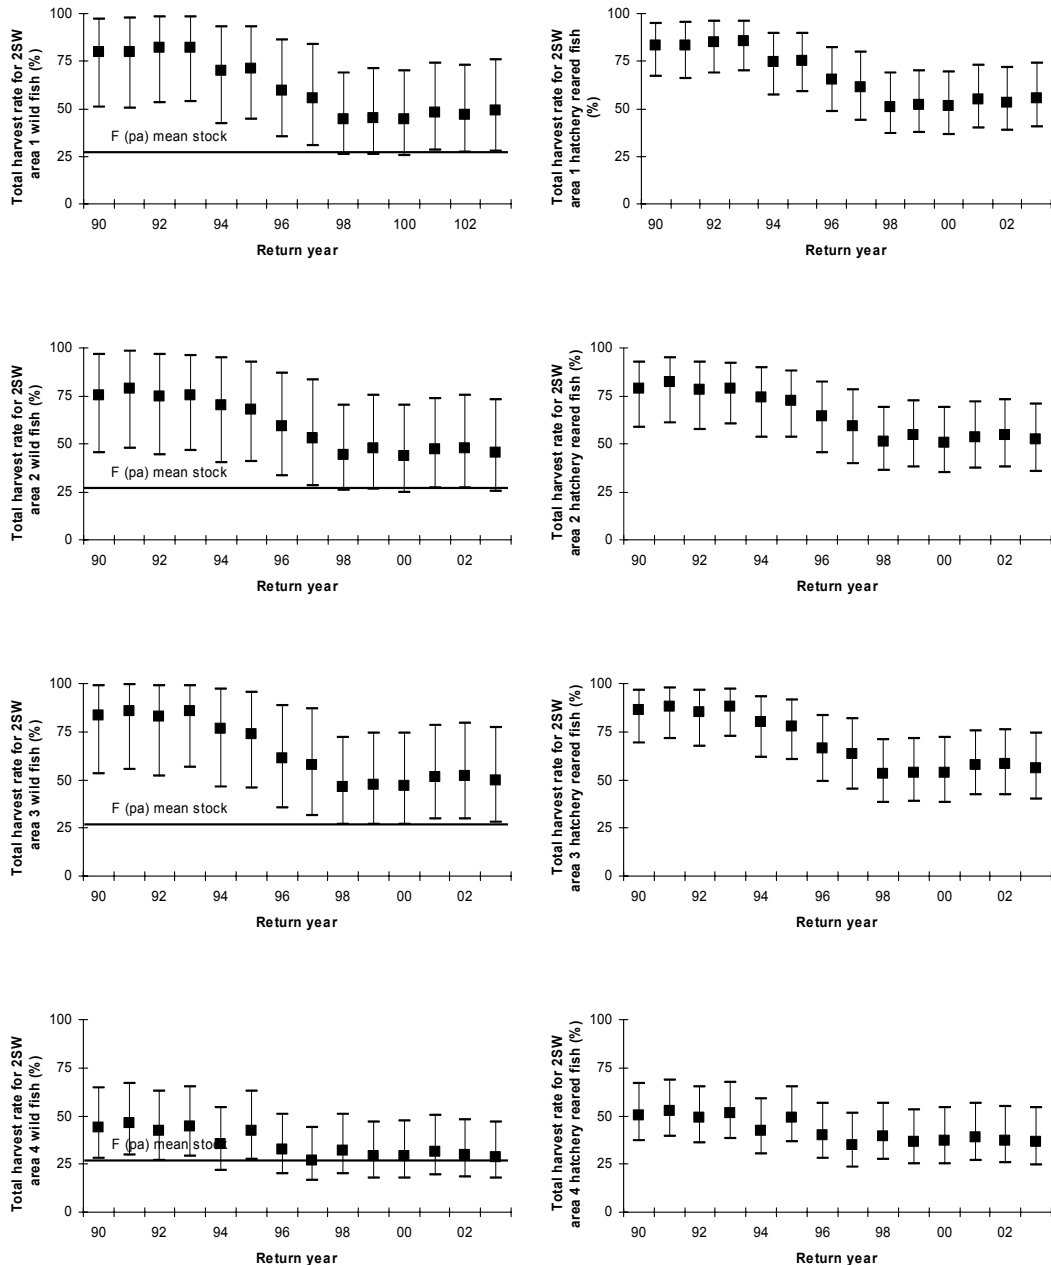 Total harvest rate for 2SW
area 1 wild fish (%)
100
75
50
25
0
F (pa) mean stock
90 92 94 96 98 100 102
Return year
Total harvest rate for 2SW
area 1 hatchery reared fish
(%)
100
75
50
25
0
90 92 94 96 98 00 02
Return year
Total harvest rate for 2SW
area 2 wild fish (%)
100
75
50
25
0
F (pa) mean stock
90 92 94 96 98 00 02
Return year
Total harvest rate for 2SW
area 2 hatchery reared fish (%)
100
75
50
25
0
90 92 94 96 98 00 02
Return year
Total harvest rate for 2SW
area 3 wild fish (%)
100
75
50
25
0
F (pa) mean stock
90 92 94 96 98 00 02
Return year
Total harvest rate for 2SW
area 3 hatchery reared fish (%)
100
75
50
25
0
90 92 94 96 98 00 02
Return year
Total harvest rate for 2SW
area 4 wild fish (%)
100
75
50
25
0
F (pa) mean stock
90 92 94 96 98 00 02
Return year
Total harvest rate for 2SW
area 4 hatchery reared fish (%)
100
75
50
25
0
90 92 94 96 98 00 02
Return year